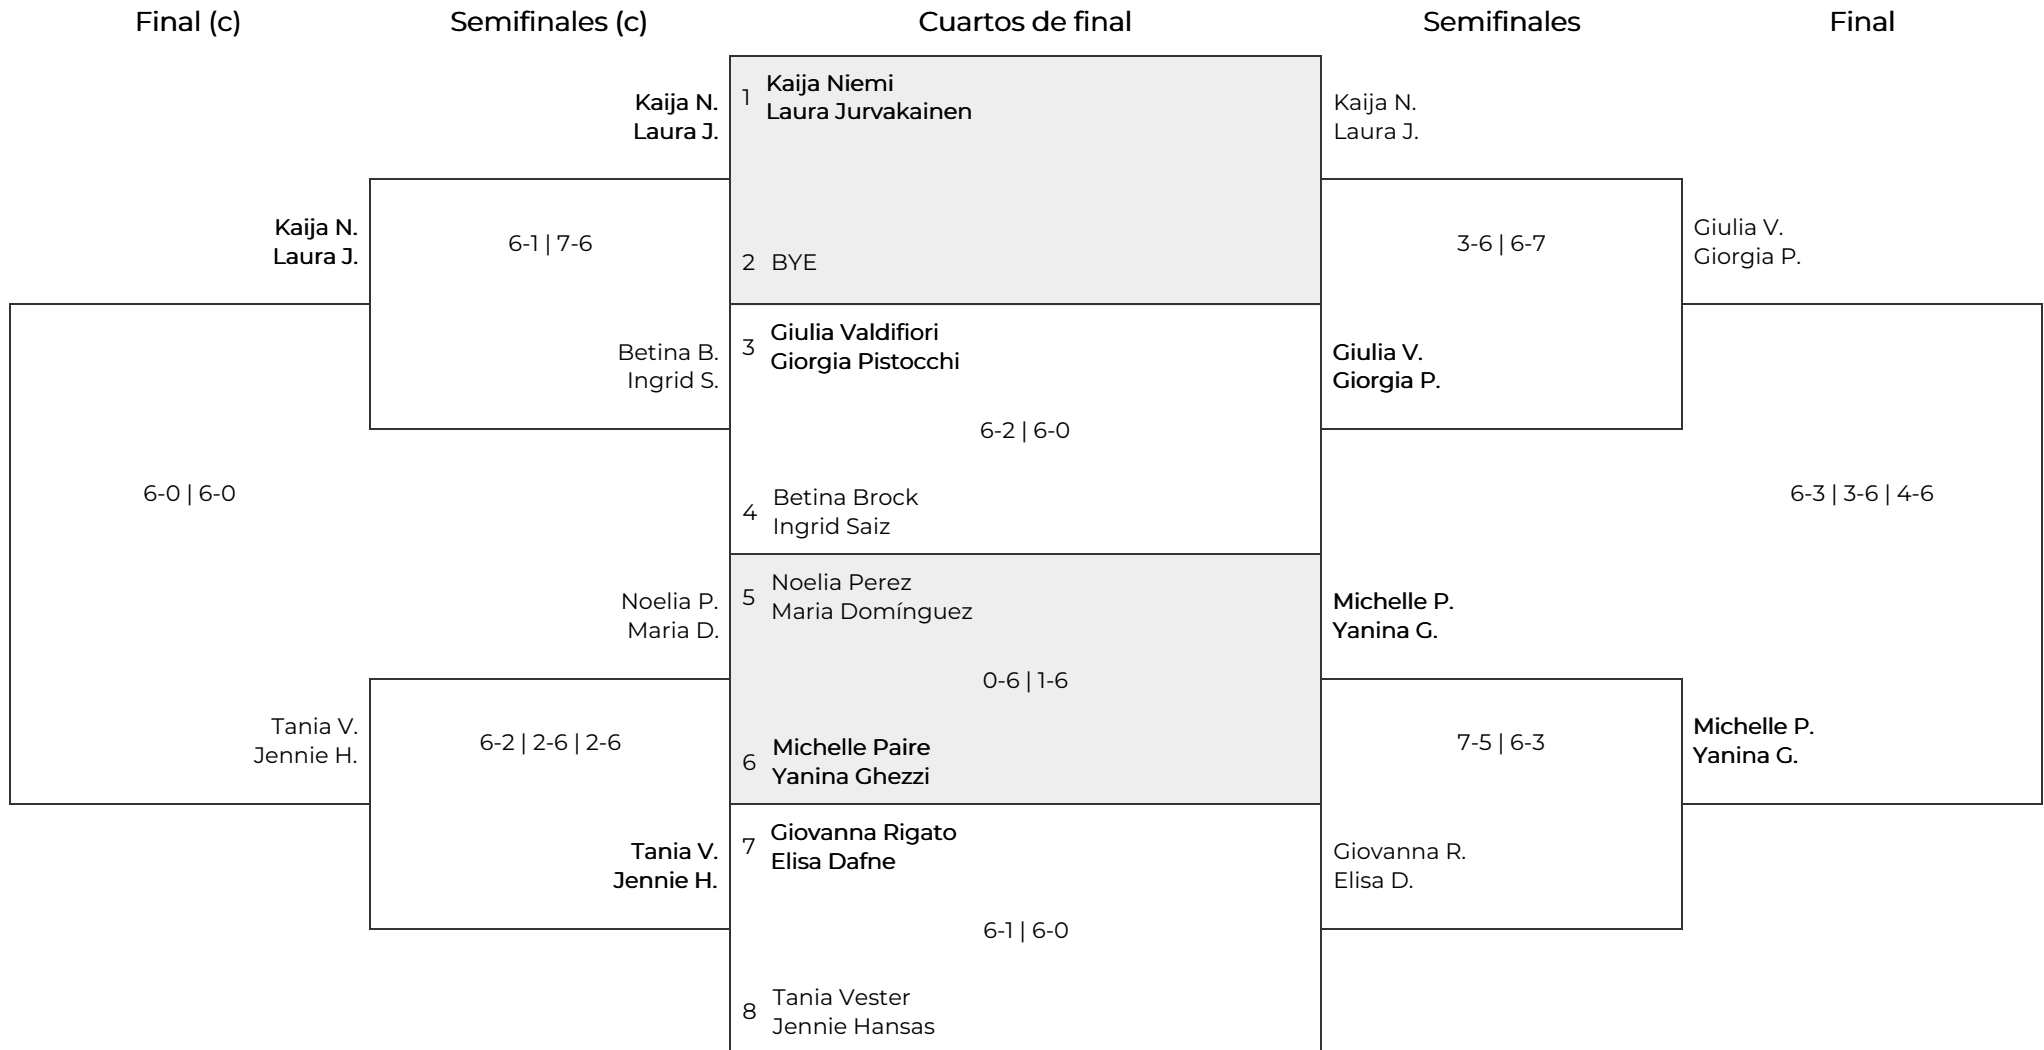 Final (c) Semifinales (c) Cuartos de final Semifinales Final
Kaija N.
Laura J.
1 Kaija Niemi
Laura Jurvakainen
Kaija N.
Laura J.
Kaija N.
Laura J.
6-1 | 7-6
2 BYE
3-6 | 6-7
Giulia V.
Giorgia P.
Betina B.
Ingrid S.
3 Giulia Valdifiori
Giorgia Pistocchi
Giulia V.
Giorgia P.
6-2 | 6-0
6-0 | 6-0
4 Betina Brock
Ingrid Saiz
6-3 | 3-6 | 4-6
Noelia P.
Maria D.
5 Noelia Perez
Maria Domínguez
Michelle P.
Yanina G.
0-6 | 1-6
Tania V.
Jennie H.
6-2 | 2-6 | 2-6
6 Michelle Paire
Yanina Ghezzi
7-5 | 6-3
Michelle P.
Yanina G.
Tania V.
Jennie H.
7 Giovanna Rigato
Elisa Dafne
Giovanna R.
Elisa D.
6-1 | 6-0
8 Tania Vester
Jennie Hansas